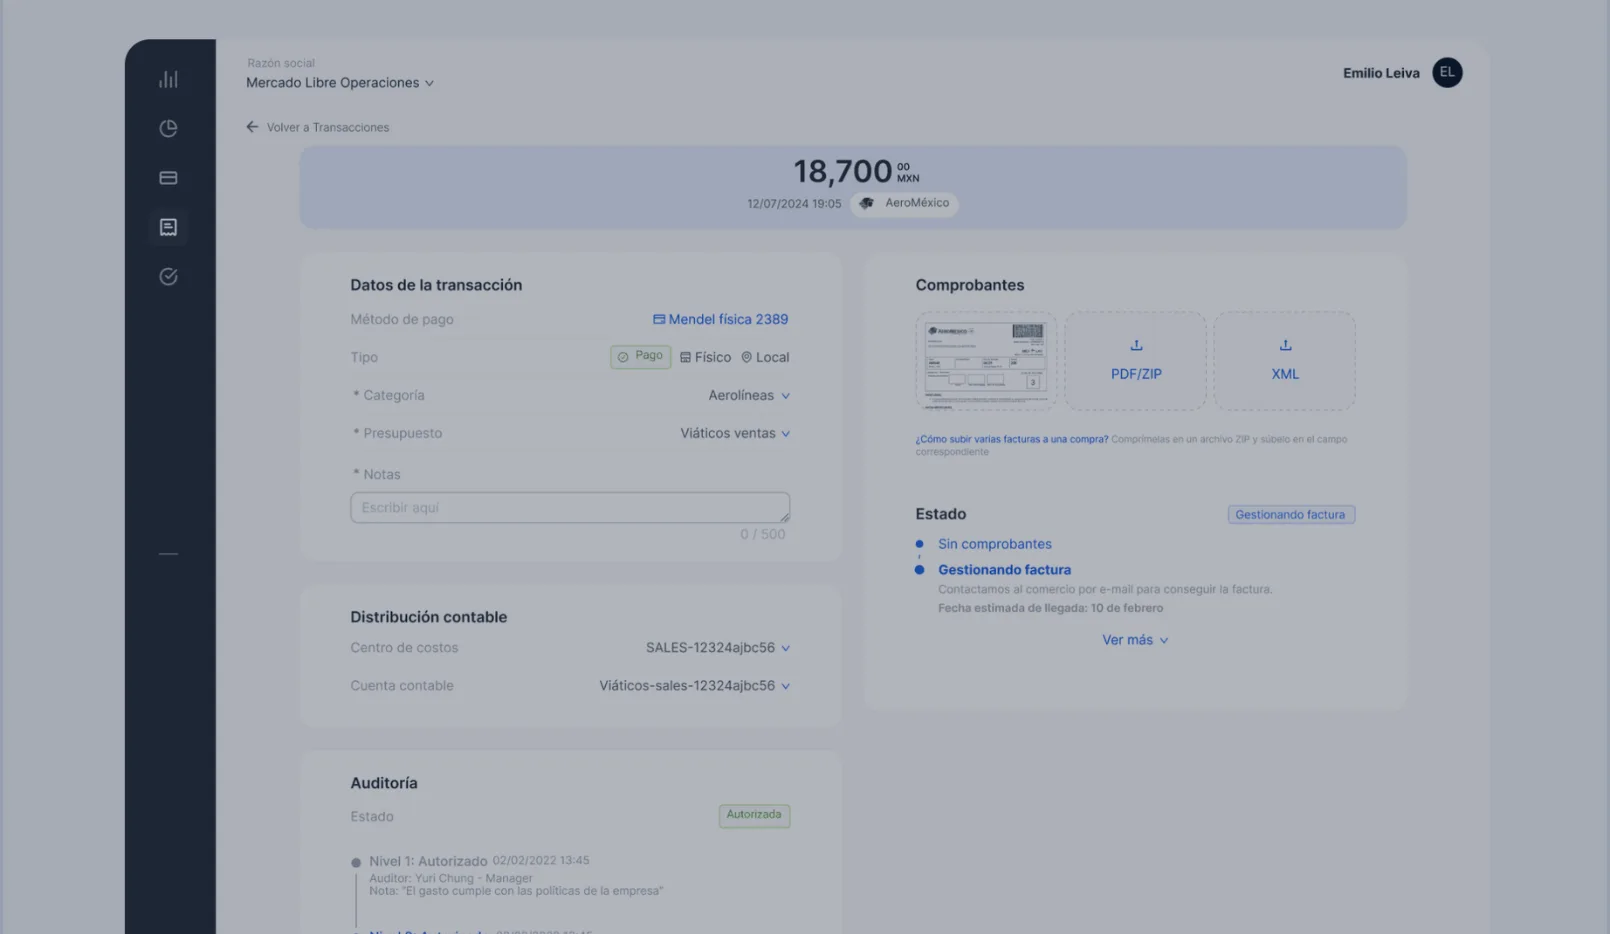 Razón social
Mercado Libre Operaciones
Emilio Leiva
EL
Volver a Transacciones
18,700 00 MXN
12/07/2024 19:05 AeroMéxico
Datos de la transacción
Método de pago Mendel física 2389
Tipo Pago Físico Local
* Categoría Aerolíneas
* Presupuesto Viáticos ventas
* Notas
Escribir aquí
0 / 500
Distribución contable
Centro de costos SALES-12324ajbc56
Cuenta contable Viáticos-sales-12324ajbc56
Auditoría
Estado Autorizada
Nivel 1: Autorizado 02/02/2022 13:45
Auditor: Yuri Chung - Manager
Nota: "El gasto cumple con las políticas de la empresa"
Comprobantes
PDF/ZIP
XML
¿Cómo subir varias facturas a una compra? Comprímelas en un archivo ZIP y súbelo en el campo
correspondiente
Estado Gestionando factura
Sin comprobantes
Gestionando factura
Contactamos al comercio por e-mail para conseguir la factura.
Fecha estimada de llegada: 10 de febrero
Ver más